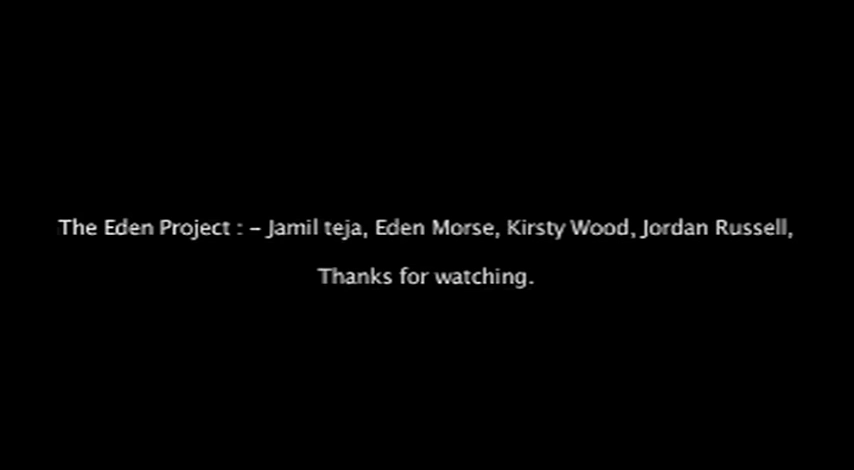 The Eden Project : – Jamil teja, Eden Morse, Kirsty Wood, Jordan Russell,
Thanks for watching.